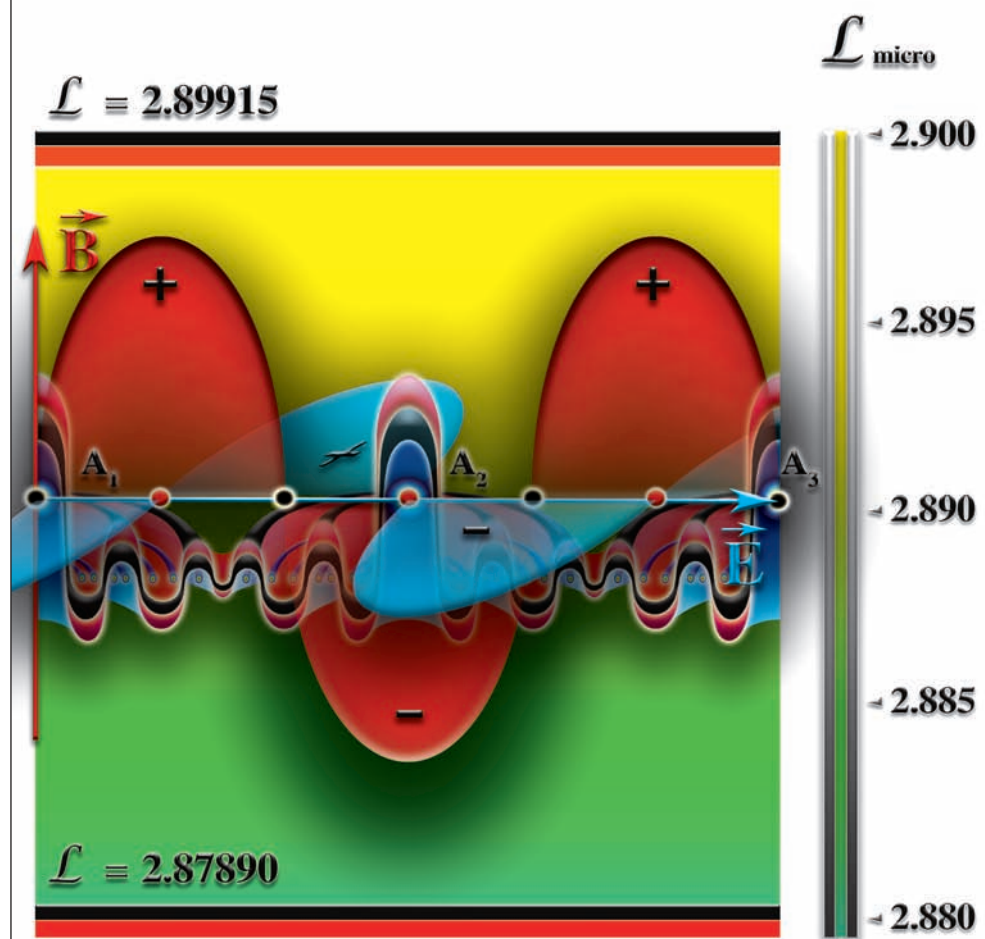 ℒ micro
ℒ = 2.89915
2.900
B
+ +
2.895
A₁ A₂ A₃
2.890
−
E
2.885
−
ℒ = 2.87890
2.880